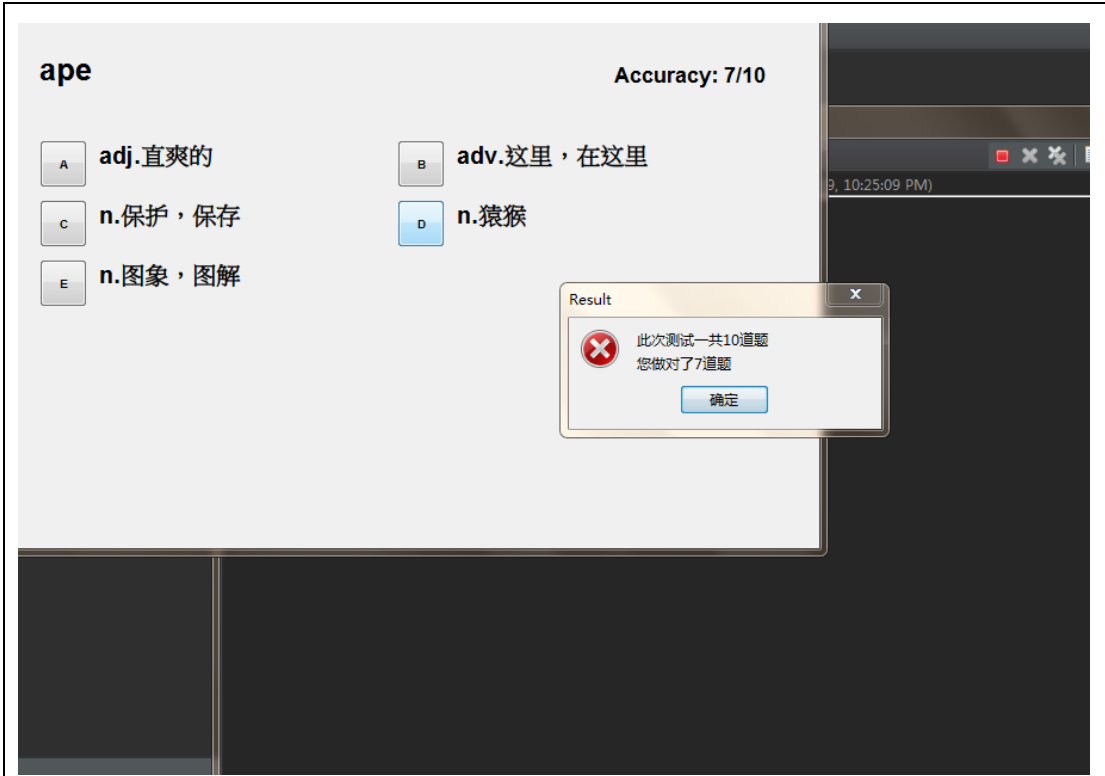 ape
Accuracy: 7/10
A adj.直爽的
B adv.这里，在这里
C n.保护，保存
D n.猿猴
E n.图象，图解
9, 10:25:09 PM)
Result
x
此次测试一共10道题
您做对了7道题
确定